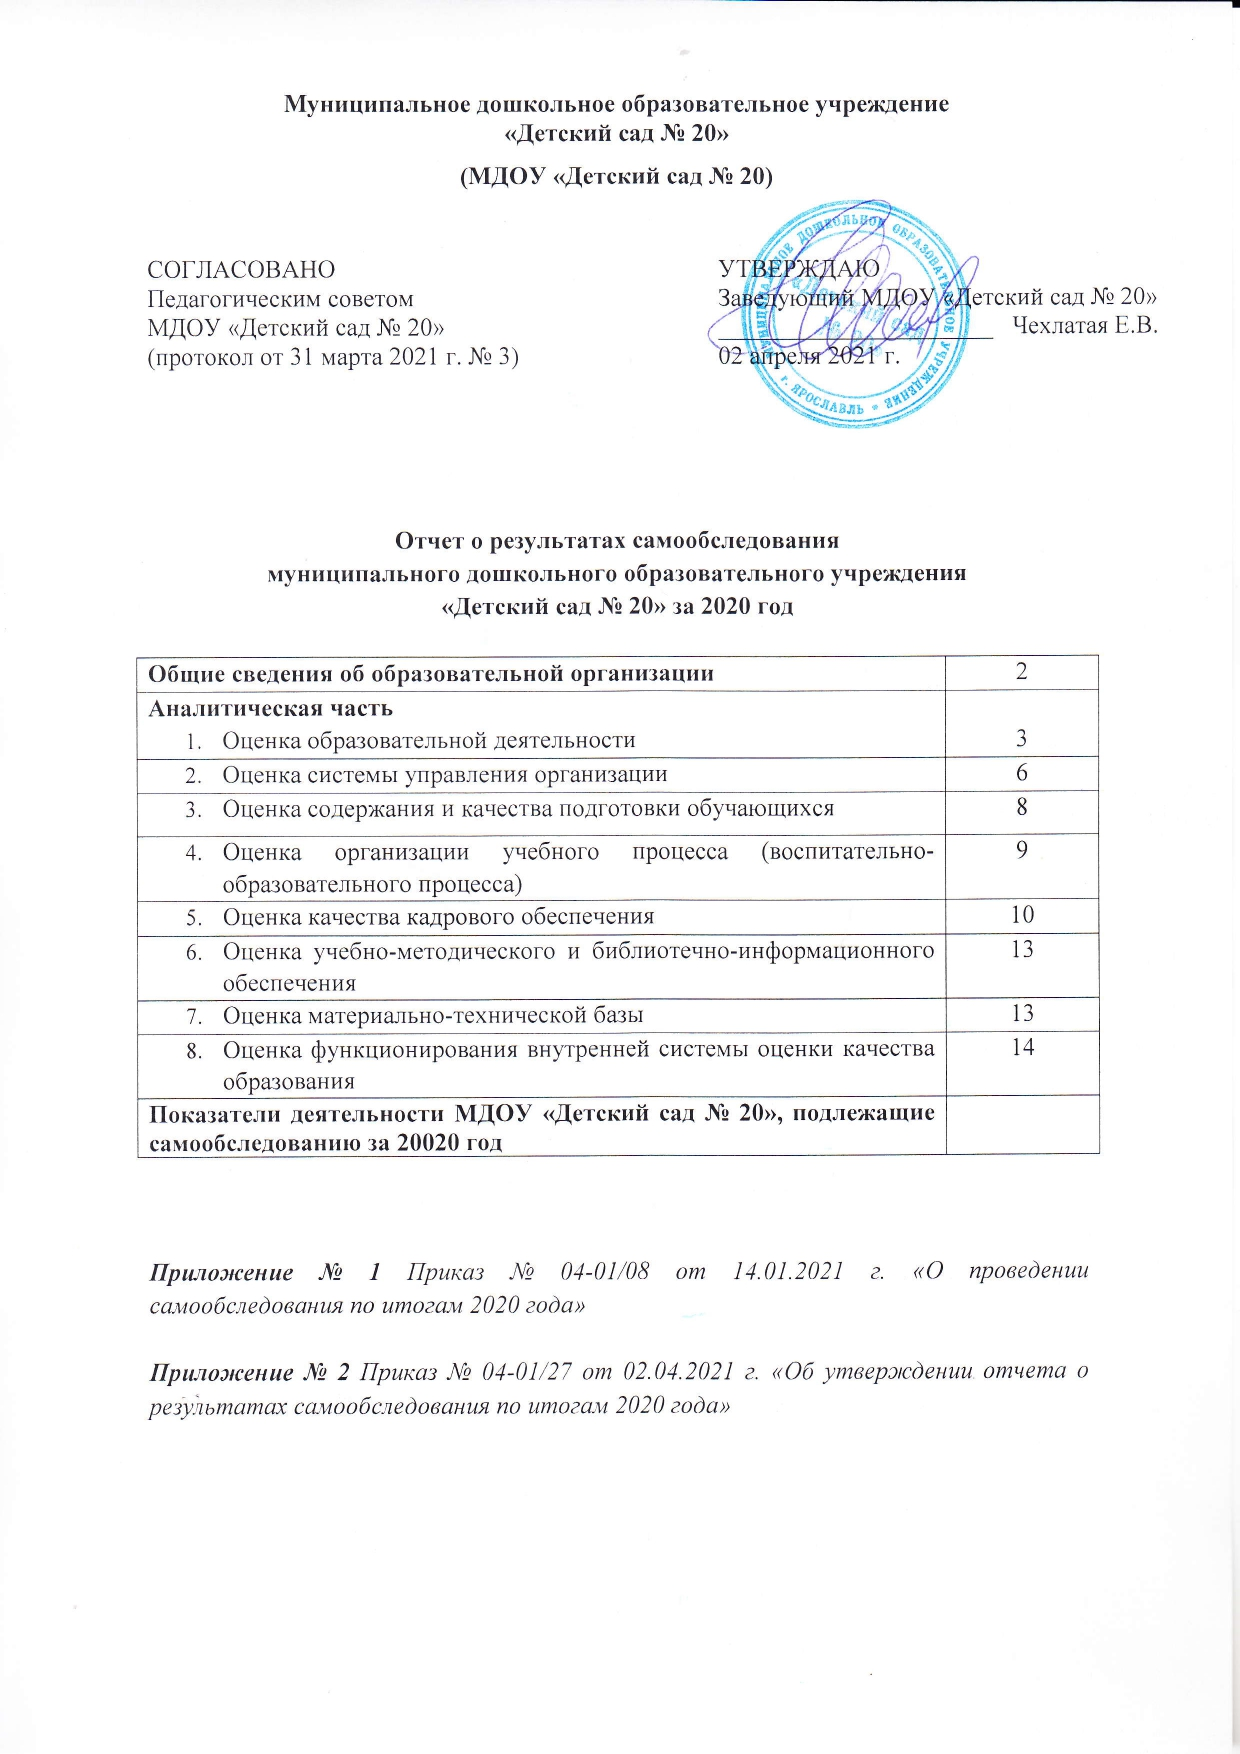 Муниципальное дошкольное образовательное учреждение
«Детский сад № 20»
(МДОУ «Детский сад № 20)
СОГЛАСОВАНО
Педагогическим советом
МДОУ «Детский сад № 20»
(протокол от 31 марта 2021 г. № 3)
УТВЕРЖДАЮ
Заведующий МДОУ «Детский сад № 20»
Чехлатая Е.В.
02 апреля 2021 г.
МУНИЦИПАЛЬНОЕ ДОШКОЛЬНОЕ ОБРАЗОВАТЕЛЬНОЕ УЧРЕЖДЕНИЕ * г. ЯРОСЛАВЛЬ *
«Детский сад
Отчет о результатах самообследования
муниципального дошкольного образовательного учреждения
«Детский сад № 20» за 2020 год
Общие сведения об образовательной организации 2
Аналитическая часть
1. Оценка образовательной деятельности 3
2. Оценка системы управления организации 6
3. Оценка содержания и качества подготовки обучающихся 8
4. Оценка организации учебного процесса (воспитательно- 9
образовательного процесса)
5. Оценка качества кадрового обеспечения 10
6. Оценка учебно-методического и библиотечно-информационного 13
обеспечения
7. Оценка материально-технической базы 13
8. Оценка функционирования внутренней системы оценки качества 14
образования
Показатели деятельности МДОУ «Детский сад № 20», подлежащие
самообследованию за 20020 год
Приложение № 1 Приказ № 04-01/08 от 14.01.2021 г. «О проведении
самообследования по итогам 2020 года»
Приложение № 2 Приказ № 04-01/27 от 02.04.2021 г. «Об утверждении отчета о
результатах самообследования по итогам 2020 года»